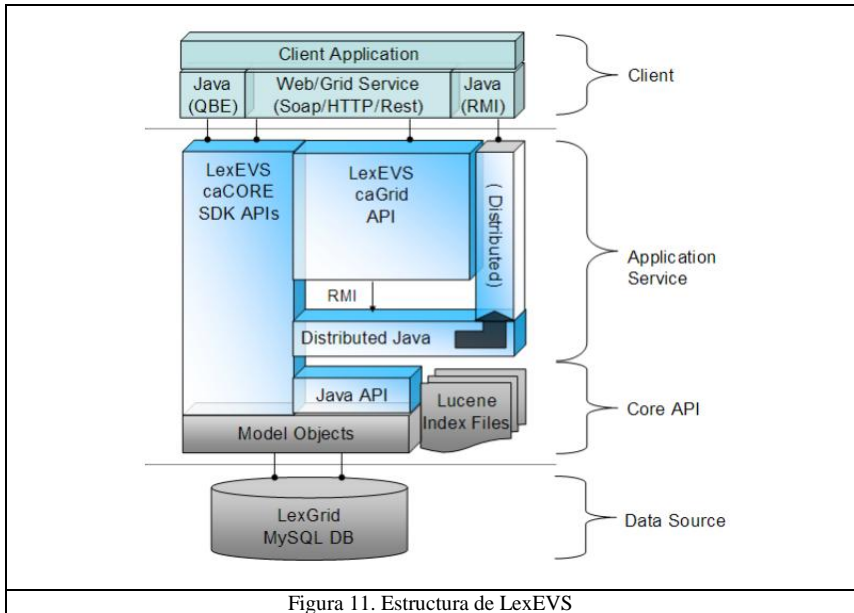 Client Application
Java
(QBE)
Web/Grid Service
(Soap/HTTP/Rest)
Java
(RMI)
Client
LexEVS
caCORE
SDK APIs
LexEVS
caGrid
API
( Distributed)
Application
Service
RMI
Distributed Java
Java API
Lucene
Index Files
Core API
Model Objects
LexGrid
MySQL DB
Data Source
Figura 11. Estructura de LexEVS